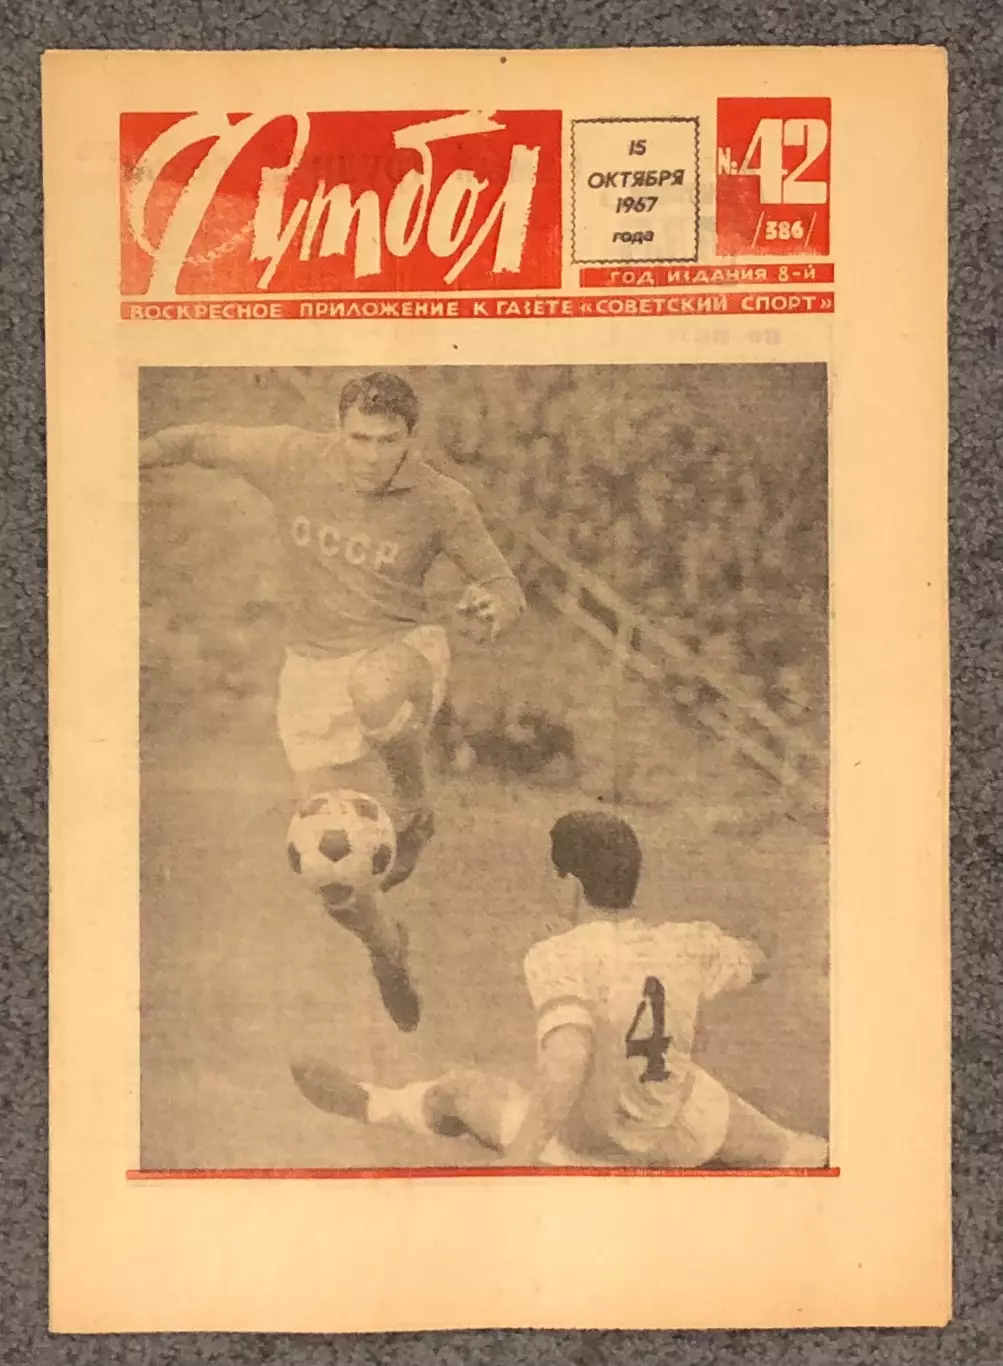 Футбол
15
ОКТЯБРЯ
1967
года
№ 42
/386/
ГОД ИЗДАНИЯ 8-Й
ВОСКРЕСНОЕ ПРИЛОЖЕНИЕ К ГАЗЕТЕ «СОВЕТСКИЙ СПОРТ»
СССР
4